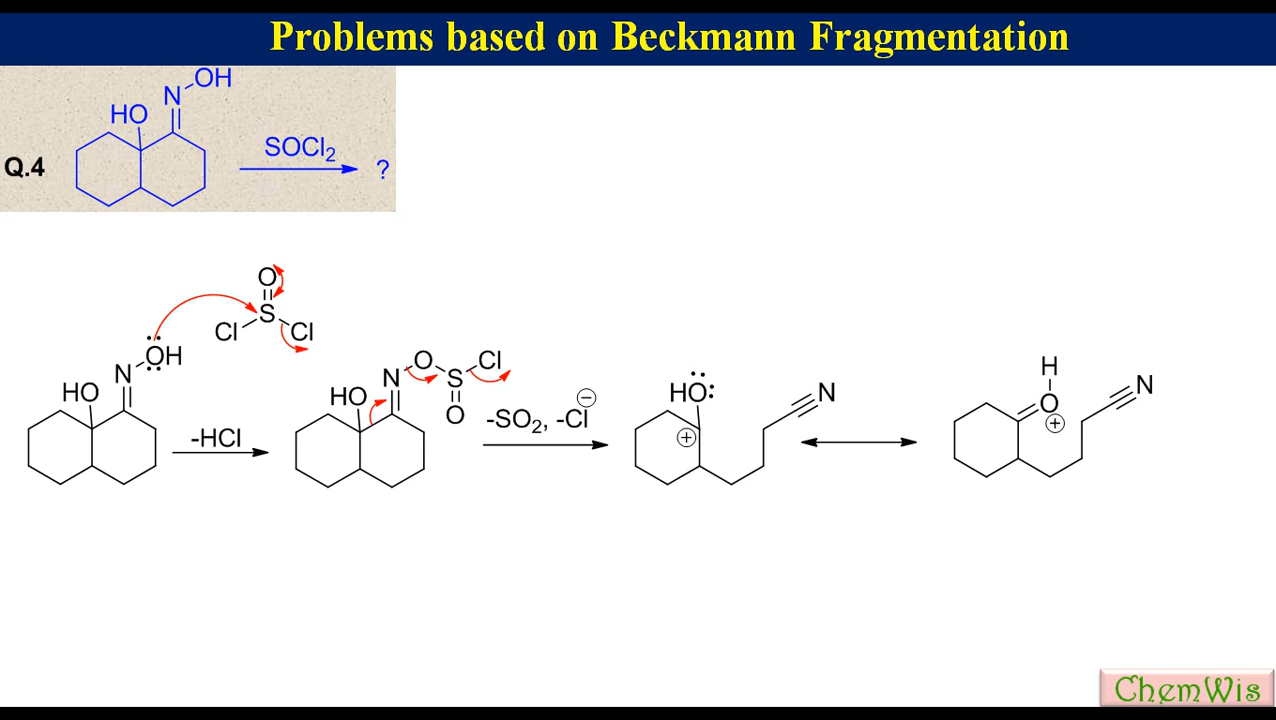 Problems based on Beckmann Fragmentation
OH
N
HO
SOCl2
Q.4
?
O
S
Cl
Cl
OH
N
HO
-HCl
O
Cl
N
S
HO
O
-SO2, -Cl⊖
HO:
N
⊕
H
O
⊕
N
ChemWis